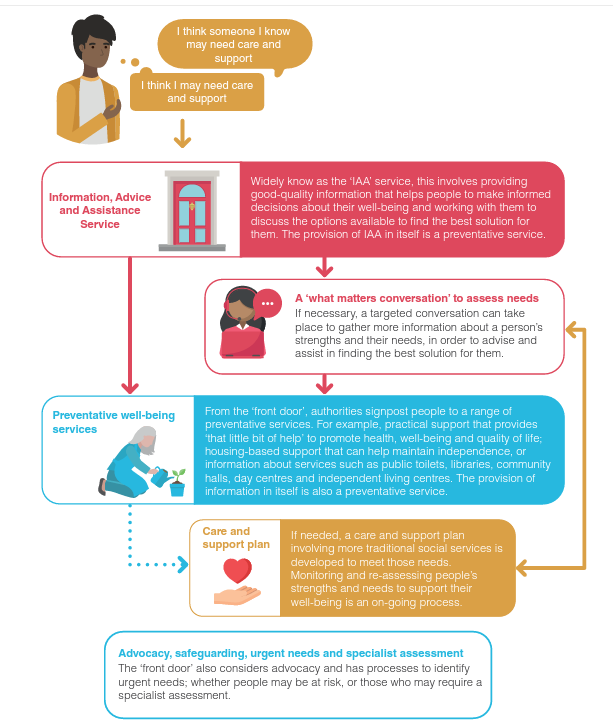 I think someone I know
may need care and
support
I think I may need care
and support
Information, Advice
and Assistance
Service
Widely know as the ‘IAA’ service, this involves providing
good-quality information that helps people to make informed
decisions about their well-being and working with them to
discuss the options available to find the best solution for
them. The provision of IAA in itself is a preventative service.
A ‘what matters conversation’ to assess needs
If necessary, a targeted conversation can take
place to gather more information about a person’s
strengths and their needs, in order to advise and
assist in finding the best solution for them.
Preventative well-being
services
From the ‘front door’, authorities signpost people to a range of
preventative services. For example, practical support that provides
‘that little bit of help’ to promote health, well-being and quality of life;
housing-based support that can help maintain independence, or
information about services such as public toilets, libraries, community
halls, day centres and independent living centres. The provision of
information in itself is also a preventative service.
Care and
support plan
If needed, a care and support plan
involving more traditional social services is
developed to meet those needs.
Monitoring and re-assessing people’s
strengths and needs to support their
well-being is an on-going process.
Advocacy, safeguarding, urgent needs and specialist assessment
The ‘front door’ also considers advocacy and has processes to identify
urgent needs; whether people may be at risk, or those who may require a
specialist assessment.